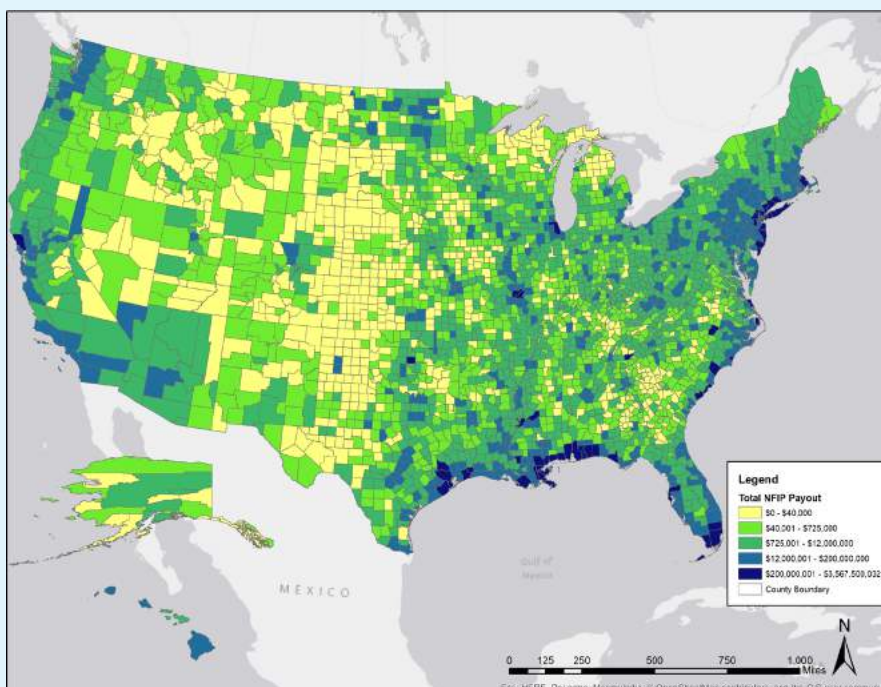 Gulf of
Mexico
MEXICO
Legend
Total NFIP Payout
$0 - $40,000
$40,001 - $725,000
$725,001 - $12,000,000
$12,000,001 - $200,000,000
$200,000,001 - $3,567,500,032
County Boundary
N
0 125 250 500 750 1,000
Miles